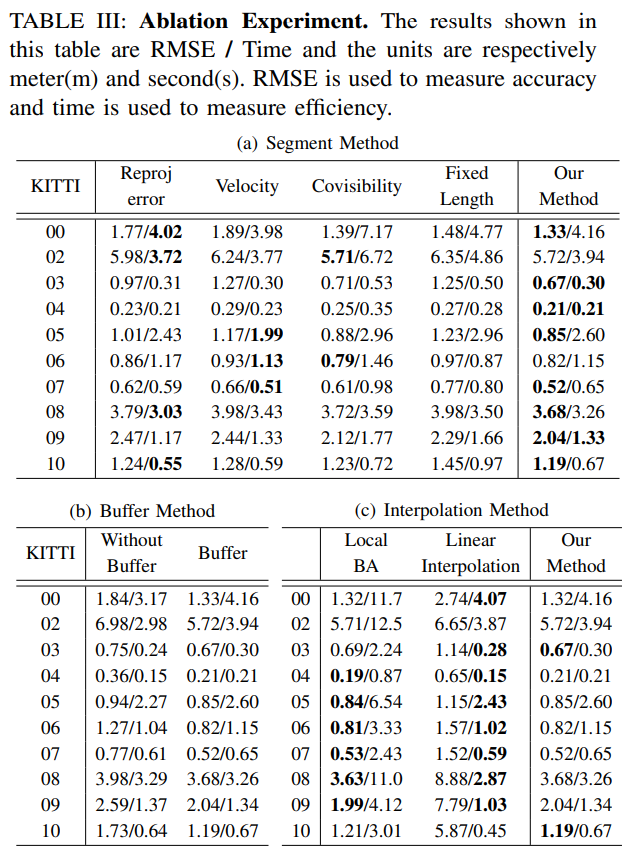 TABLE III: Ablation Experiment. The results shown in
this table are RMSE / Time and the units are respectively
meter(m) and second(s). RMSE is used to measure accuracy
and time is used to measure efficiency.
(a) Segment Method
KITTI Reproj error Velocity Covisibility Fixed Length Our Method
00 1.77/4.02 1.89/3.98 1.39/7.17 1.48/4.77 1.33/4.16
02 5.98/3.72 6.24/3.77 5.71/6.72 6.35/4.86 5.72/3.94
03 0.97/0.31 1.27/0.30 0.71/0.53 1.25/0.50 0.67/0.30
04 0.23/0.21 0.29/0.23 0.25/0.35 0.27/0.28 0.21/0.21
05 1.01/2.43 1.17/1.99 0.88/2.96 1.23/2.96 0.85/2.60
06 0.86/1.17 0.93/1.13 0.79/1.46 0.97/0.87 0.82/1.15
07 0.62/0.59 0.66/0.51 0.61/0.98 0.77/0.80 0.52/0.65
08 3.79/3.03 3.98/3.43 3.72/3.59 3.98/3.50 3.68/3.26
09 2.47/1.17 2.44/1.33 2.12/1.77 2.29/1.66 2.04/1.33
10 1.24/0.55 1.28/0.59 1.23/0.72 1.45/0.97 1.19/0.67
(b) Buffer Method
KITTI Without Buffer Buffer
00 1.84/3.17 1.33/4.16
02 6.98/2.98 5.72/3.94
03 0.75/0.24 0.67/0.30
04 0.36/0.15 0.21/0.21
05 0.94/2.27 0.85/2.60
06 1.27/1.04 0.82/1.15
07 0.77/0.61 0.52/0.65
08 3.98/3.29 3.68/3.26
09 2.59/1.37 2.04/1.34
10 1.73/0.64 1.19/0.67
(c) Interpolation Method
Local BA Linear Interpolation Our Method
00 1.32/11.7 2.74/4.07 1.32/4.16
02 5.71/12.5 6.65/3.87 5.72/3.94
03 0.69/2.24 1.14/0.28 0.67/0.30
04 0.19/0.87 0.65/0.15 0.21/0.21
05 0.84/6.54 1.15/2.43 0.85/2.60
06 0.81/3.33 1.57/1.02 0.82/1.15
07 0.53/2.43 1.52/0.59 0.52/0.65
08 3.63/11.0 8.88/2.87 3.68/3.26
09 1.99/4.12 7.79/1.03 2.04/1.34
10 1.21/3.01 5.87/0.45 1.19/0.67